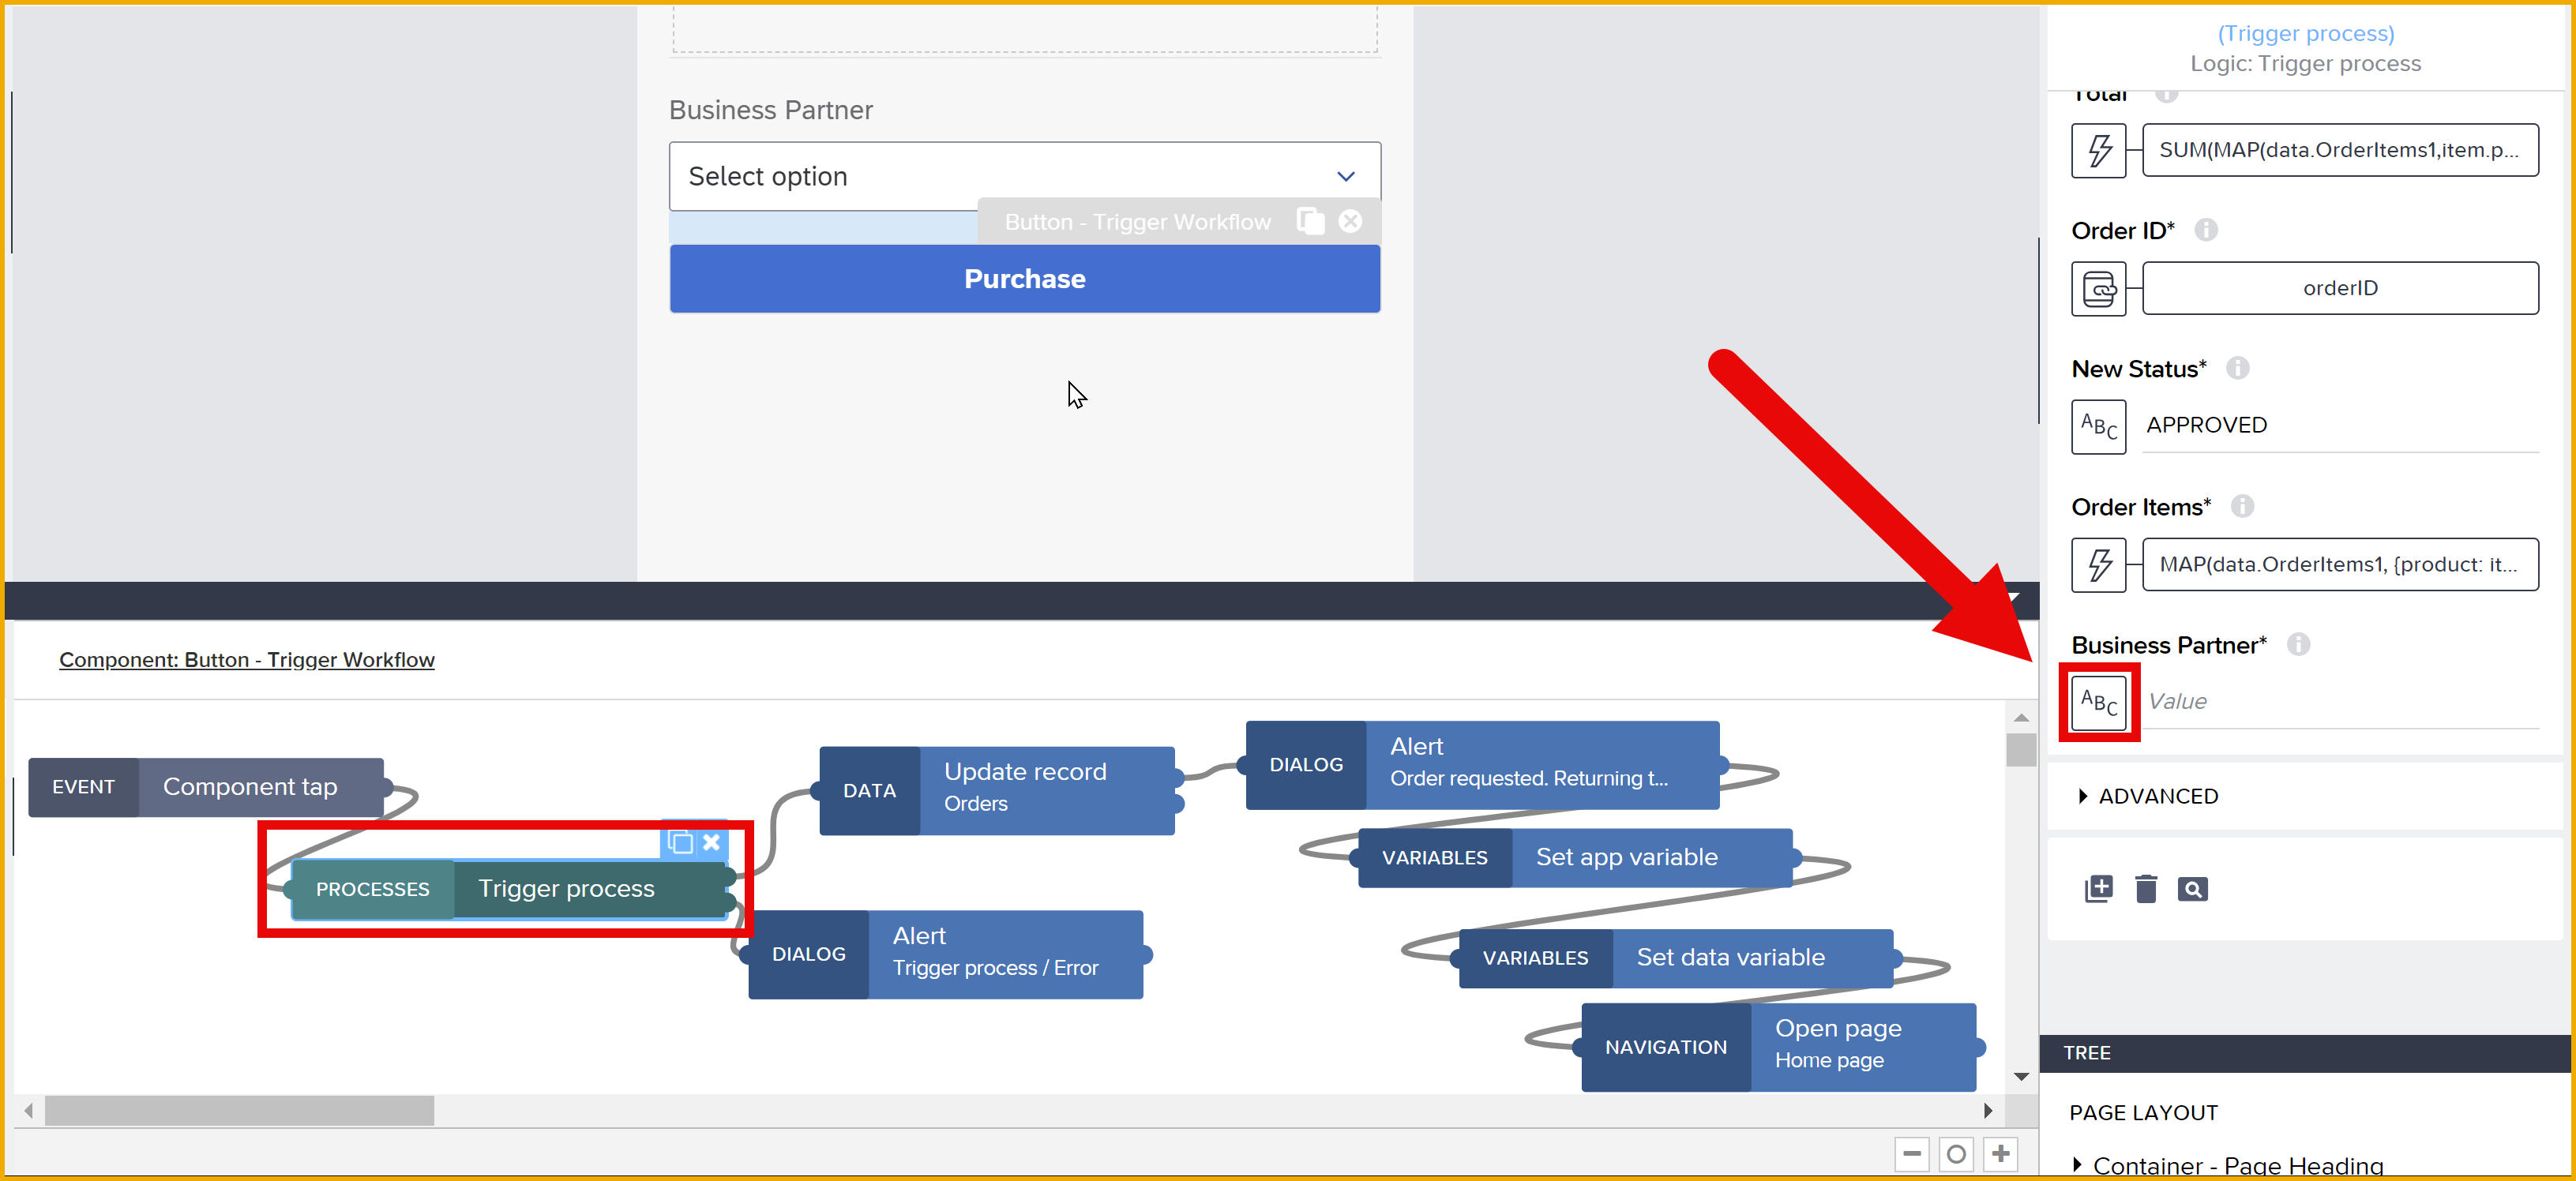 Business Partner
Select option
Button - Trigger Workflow
Purchase
Component: Button - Trigger Workflow
EVENT
Component tap
PROCESSES
Trigger process
DATA
Update record
Orders
DIALOG
Alert
Trigger process / Error
DIALOG
Alert
Order requested. Returning t...
VARIABLES
Set app variable
VARIABLES
Set data variable
NAVIGATION
Open page
Home page
(Trigger process)
Logic: Trigger process
Total
SUM(MAP(data.OrderItems1,item.p...
Order ID*
orderID
New Status*
ABC
APPROVED
Order Items*
MAP(data.OrderItems1, {product: it...
Business Partner*
ABC
Value
ADVANCED
TREE
PAGE LAYOUT
Container - Page Heading